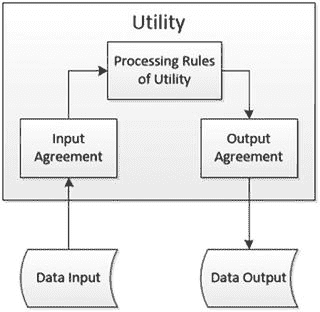 Utility
Processing Rules
of Utility
Input
Agreement
Output
Agreement
Data Input
Data Output